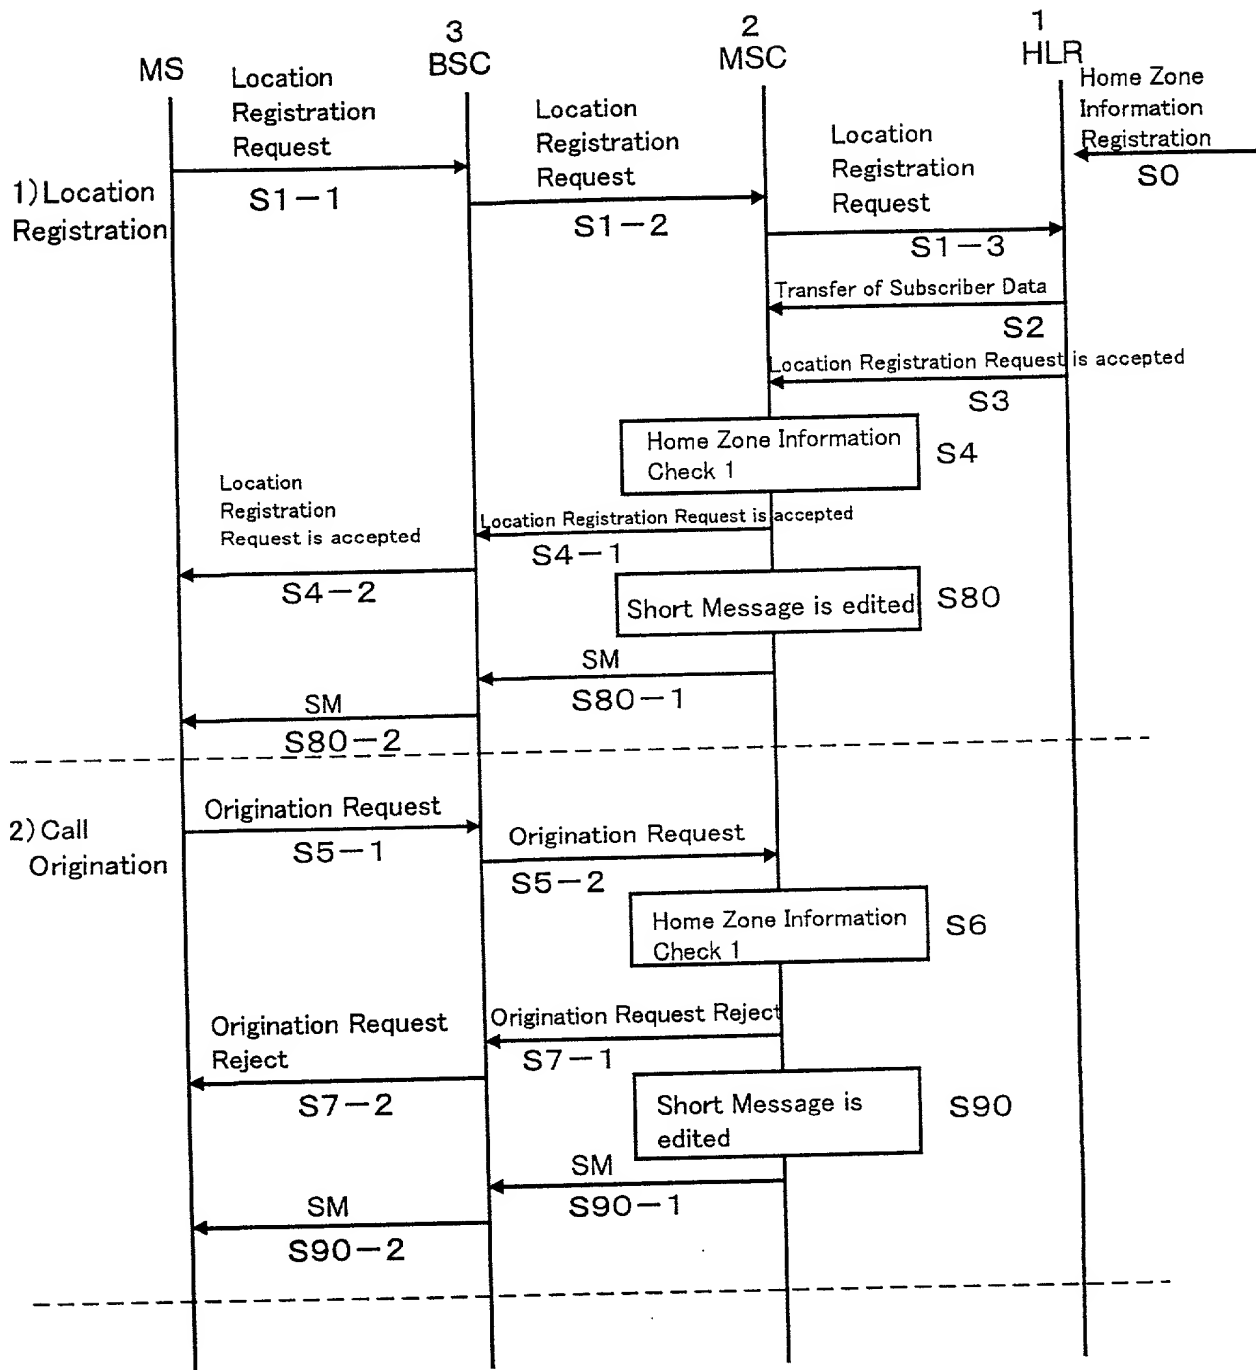 MS
3
BSC
2
MSC
1
HLR
Home Zone
Information
Registration
S0
Location
Registration
Request
S1-1
Location
Registration
Request
S1-2
Location
Registration
Request
S1-3
1)Location
Registration
Transfer of Subscriber Data
S2
Location Registration Request is accepted
S3
Home Zone Information
Check 1
S4
Location Registration Request is accepted
S4-1
Location
Registration
Request is accepted
S4-2
Short Message is edited
S80
SM
S80-1
SM
S80-2
2)Call
Origination
Origination Request
S5-1
Origination Request
S5-2
Home Zone Information
Check 1
S6
Origination Request Reject
S7-1
Origination Request
Reject
S7-2
Short Message is
edited
S90
SM
S90-1
SM
S90-2